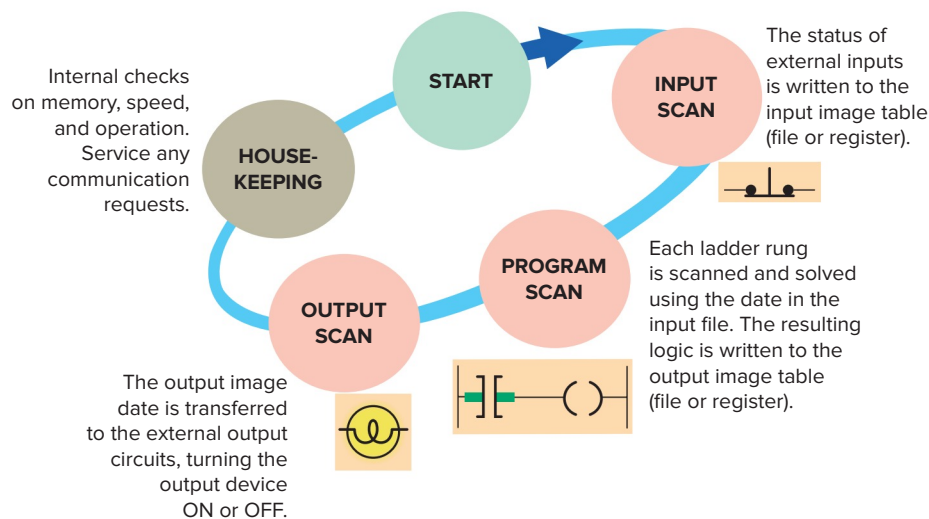 START
INPUT
SCAN
The status of
external inputs
is written to the
input image table
(file or register).
PROGRAM
SCAN
Each ladder rung
is scanned and solved
using the date in the
input file. The resulting
logic is written to the
output image table
(file or register).
OUTPUT
SCAN
The output image
date is transferred
to the external output
circuits, turning the
output device
ON or OFF.
HOUSE-
KEEPING
Internal checks
on memory, speed,
and operation.
Service any
communication
requests.